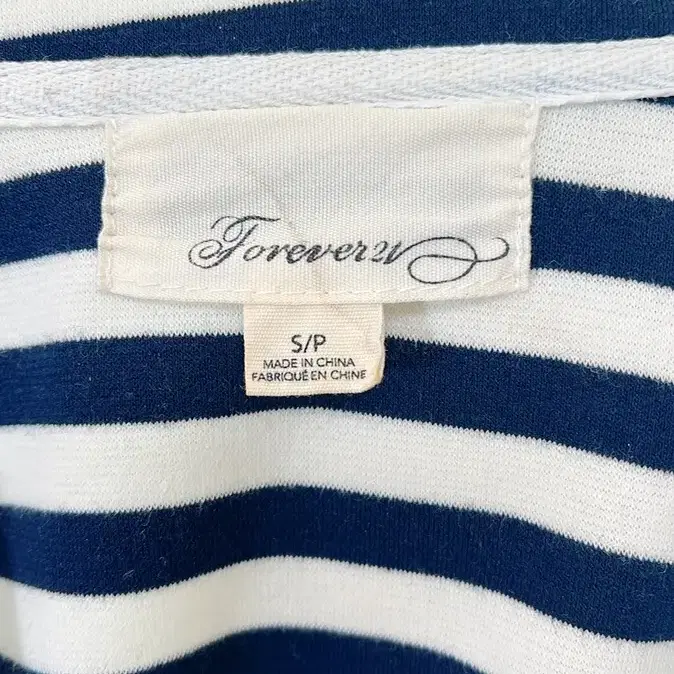 Forever21
S/P
MADE IN CHINA
FABRIQUÉ EN CHINE